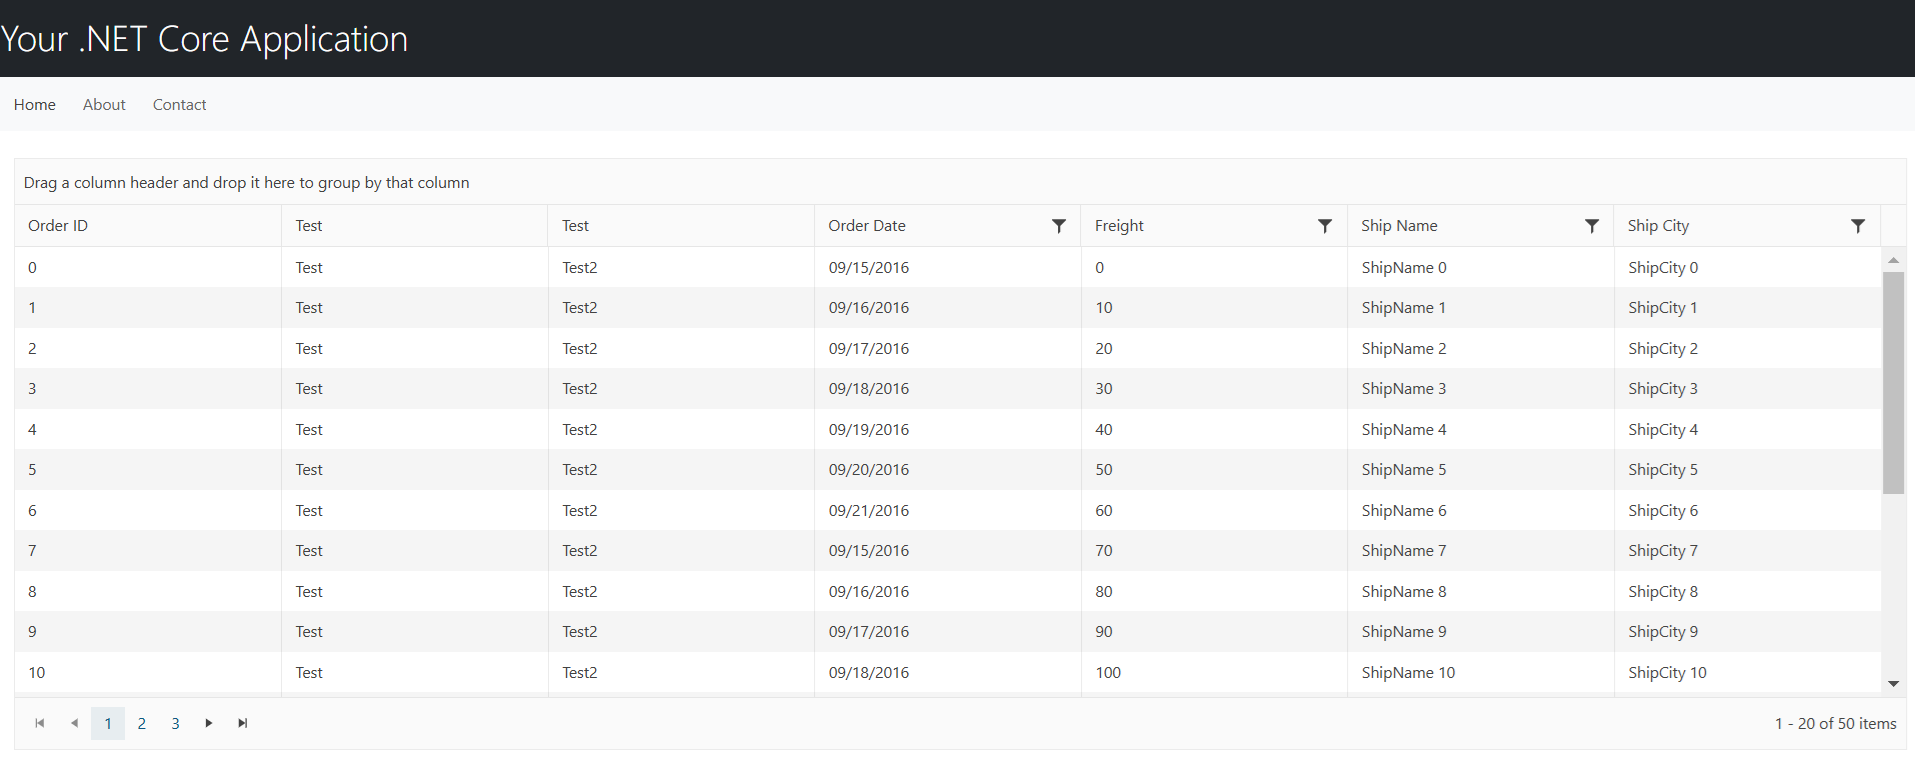 Your .NET Core Application
Home About Contact
Drag a column header and drop it here to group by that column
Order ID Test Test Order Date Freight Ship Name Ship City
0 Test Test2 09/15/2016 0 ShipName 0 ShipCity 0
1 Test Test2 09/16/2016 10 ShipName 1 ShipCity 1
2 Test Test2 09/17/2016 20 ShipName 2 ShipCity 2
3 Test Test2 09/18/2016 30 ShipName 3 ShipCity 3
4 Test Test2 09/19/2016 40 ShipName 4 ShipCity 4
5 Test Test2 09/20/2016 50 ShipName 5 ShipCity 5
6 Test Test2 09/21/2016 60 ShipName 6 ShipCity 6
7 Test Test2 09/15/2016 70 ShipName 7 ShipCity 7
8 Test Test2 09/16/2016 80 ShipName 8 ShipCity 8
9 Test Test2 09/17/2016 90 ShipName 9 ShipCity 9
10 Test Test2 09/18/2016 100 ShipName 10 ShipCity 10
1 2 3 1 - 20 of 50 items